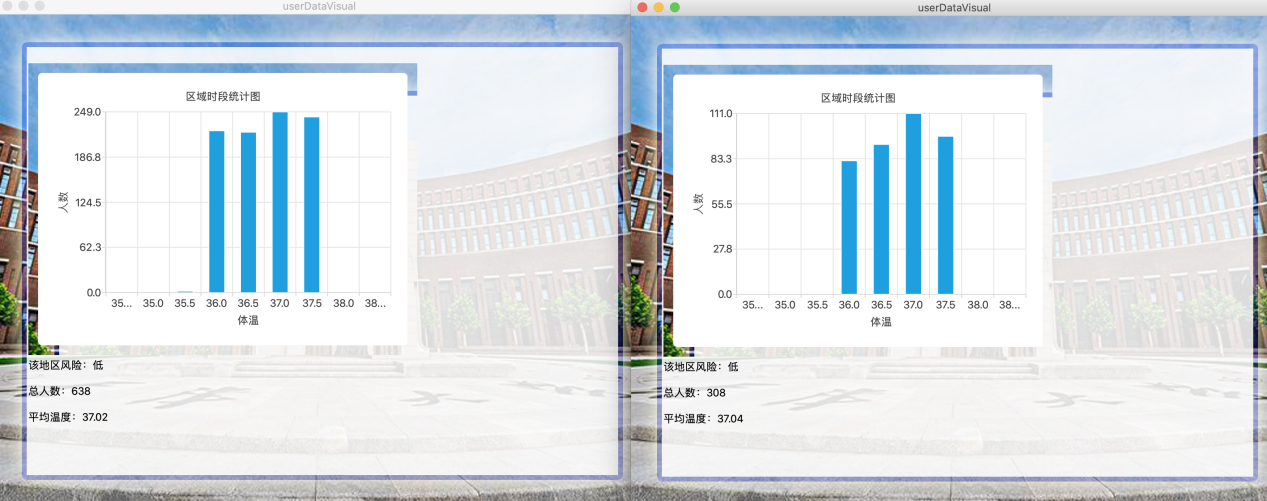 userDataVisual
区域时段统计图
249.0
186.8
124.5
62.3
0.0
人数
35... 35.0 35.5 36.0 36.5 37.0 37.5 38.0 38...
体温
该地区风险：低
总人数：638
平均温度：37.02
userDataVisual
区域时段统计图
111.0
83.3
55.5
27.8
0.0
人数
35... 35.0 35.5 36.0 36.5 37.0 37.5 38.0 38...
体温
该地区风险：低
总人数：308
平均温度：37.04